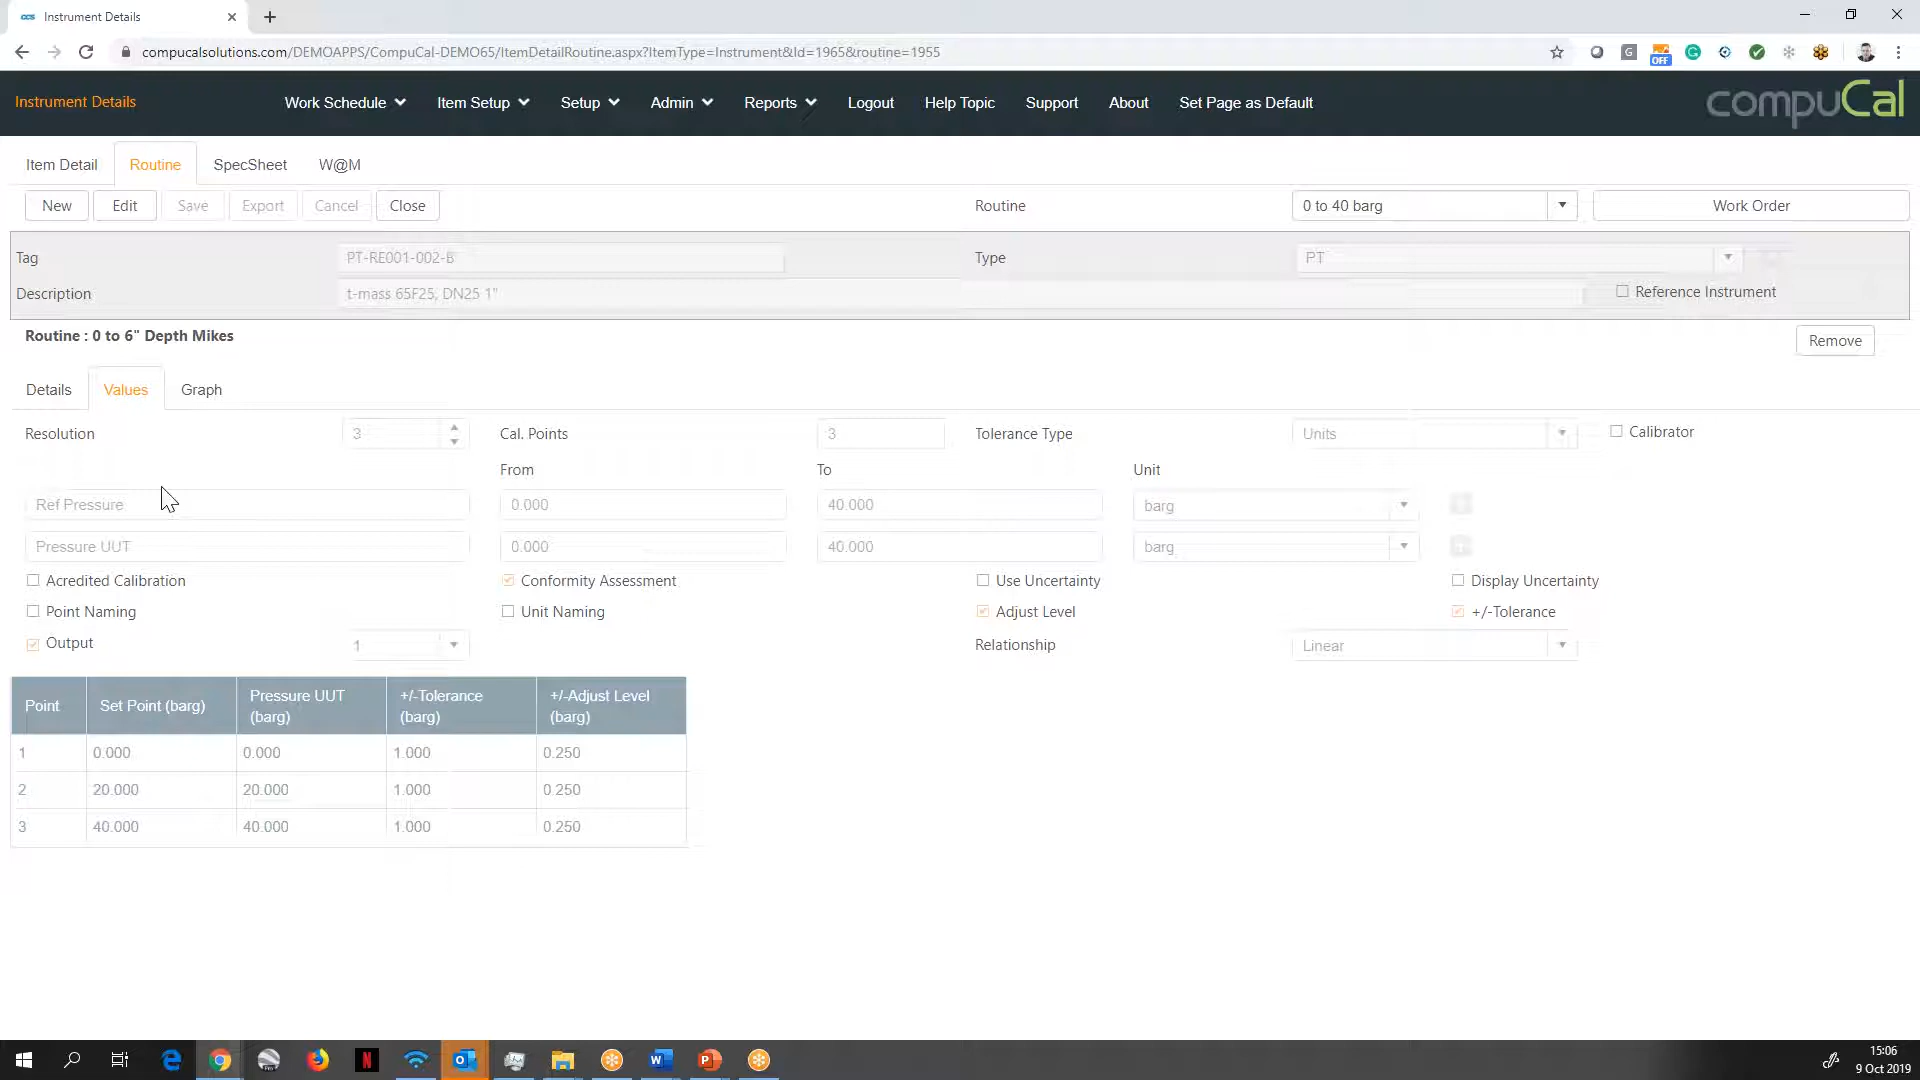 Instrument Details
compucalsolutions.com/DEMOAPPS/CompuCal-DEMO65/ItemDetailRoutine.aspx?ItemType=Instrument&Id=1965&routine=1955
OFF
Instrument Details
Work Schedule
Item Setup
Setup
Admin
Reports
Logout
Help Topic
Support
About
Set Page as Default
compuCal
Item Detail
Routine
SpecSheet
W@M
New
Edit
Save
Export
Cancel
Close
Routine
0 to 40 barg
Work Order
Tag
PT-RE001-002-B
Type
PT
Description
t-mass 65F25, DN25 1"
Reference Instrument
Routine : 0 to 6" Depth Mikes
Remove
Details
Values
Graph
Resolution
3
Cal. Points
3
Tolerance Type
Units
Calibrator
From
To
Unit
Ref Pressure
0.000
40.000
barg
Pressure UUT
0.000
40.000
barg
Acredited Calibration
Conformity Assessment
Use Uncertainty
Display Uncertainty
Point Naming
Unit Naming
Adjust Level
+/-Tolerance
Output
1
Relationship
Linear
Point
Set Point (barg)
Pressure UUT
(barg)
+/-Tolerance
(barg)
+/-Adjust Level
(barg)
1 0.000 0.000 1.000 0.250
2 20.000 20.000 1.000 0.250
3 40.000 40.000 1.000 0.250
15:06
9 Oct 2019